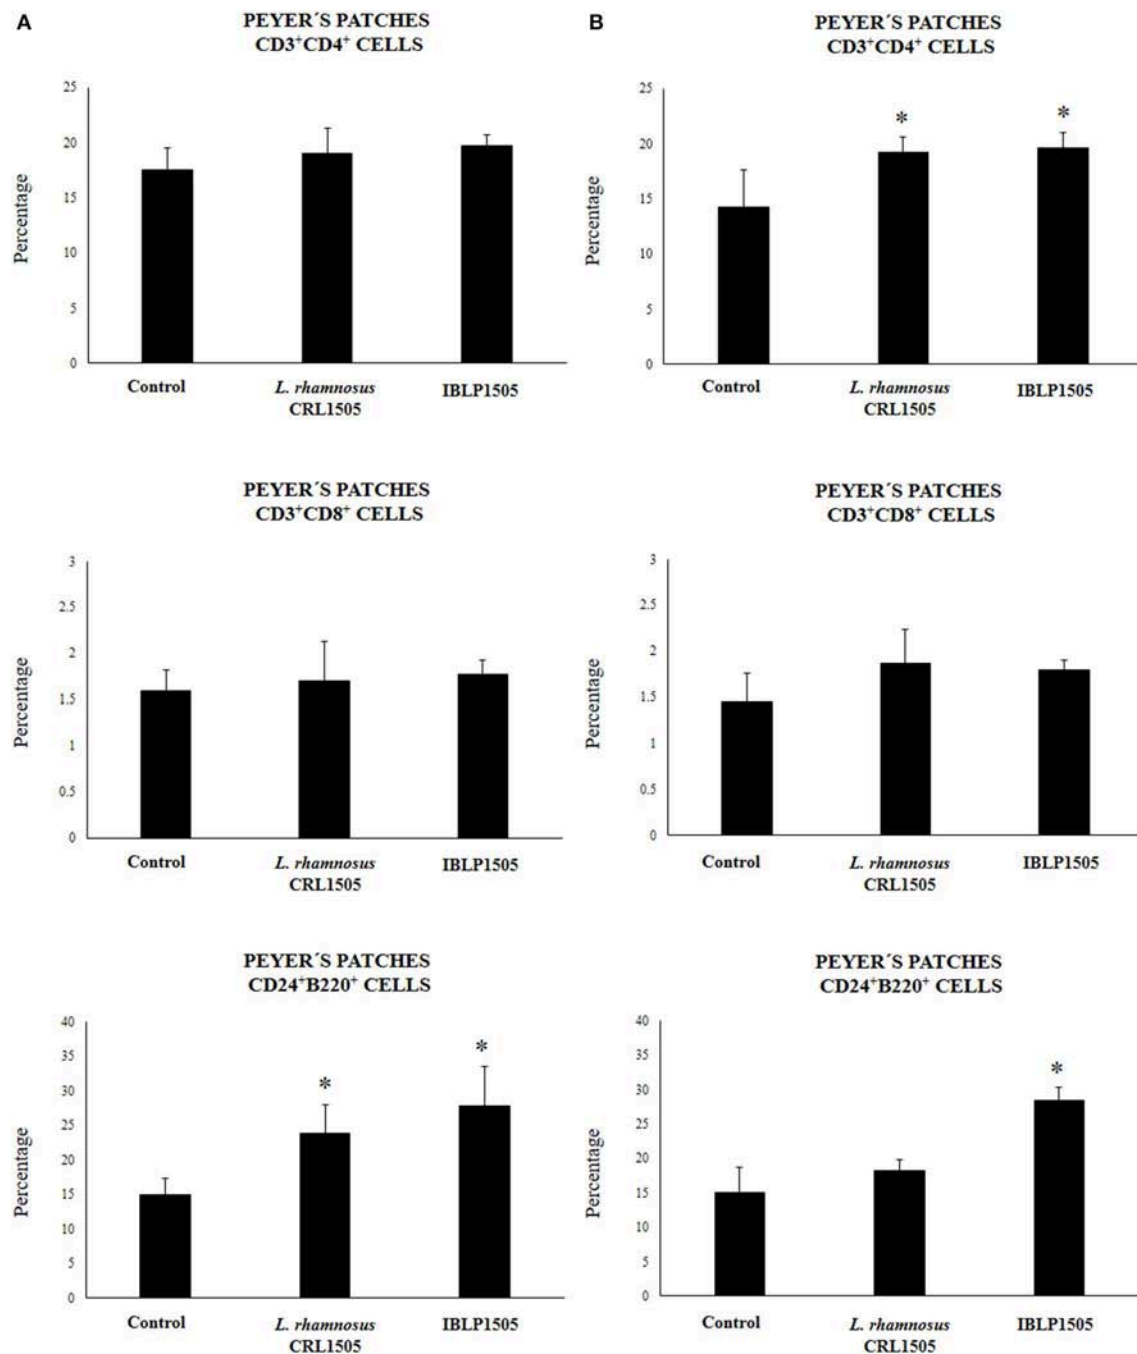 A
PEYER´S PATCHES
CD3⁺CD4⁺ CELLS
Percentage
25
20
15
10
5
0
Control
L. rhamnosus
CRL1505
IBLP1505
PEYER´S PATCHES
CD3⁺CD8⁺ CELLS
Percentage
3
2.5
2
1.5
1
0.5
0
Control
L. rhamnosus
CRL1505
IBLP1505
PEYER´S PATCHES
CD24⁺B220⁺ CELLS
Percentage
40
35
30
25
20
15
10
5
0
*
*
Control
L. rhamnosus
CRL1505
IBLP1505
B
PEYER´S PATCHES
CD3⁺CD4⁺ CELLS
Percentage
25
20
15
10
5
0
*
*
Control
L. rhamnosus
CRL1505
IBLP1505
PEYER´S PATCHES
CD3⁺CD8⁺ CELLS
Percentage
3
2.5
2
1.5
1
0.5
0
Control
L. rhamnosus
CRL1505
IBLP1505
PEYER´S PATCHES
CD24⁺B220⁺ CELLS
Percentage
40
35
30
25
20
15
10
5
0
*
Control
L. rhamnosus
CRL1505
IBLP1505